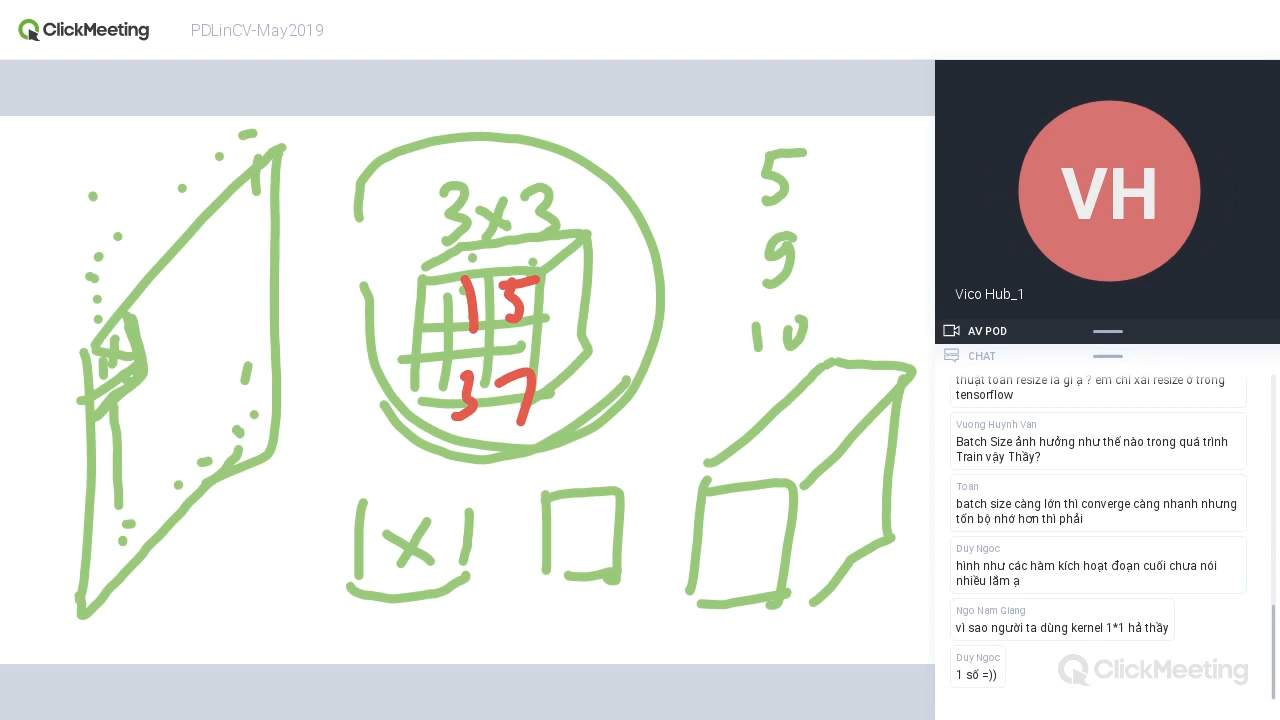 ClickMeeting
PDLinCV-May2019
3x3
1 5
3 7
5
9
10
1x1
VH
Vico Hub_1
AV POD
CHAT
thuật toán resize là gì ạ ? em chỉ xài resize ở trong
tensorflow
Vuong Huynh Van
Batch Size ảnh hưởng như thế nào trong quá trình
Train vậy Thầy?
Toan
batch size càng lớn thì converge càng nhanh nhưng
tốn bộ nhớ hơn thì phải
Duy Ngoc
hình như các hàm kích hoạt đoạn cuối chưa nói
nhiều lắm ạ
Ngo Nam Giang
vì sao người ta dùng kernel 1*1 hả thầy
Duy Ngoc
1 số =))
ClickMeeting